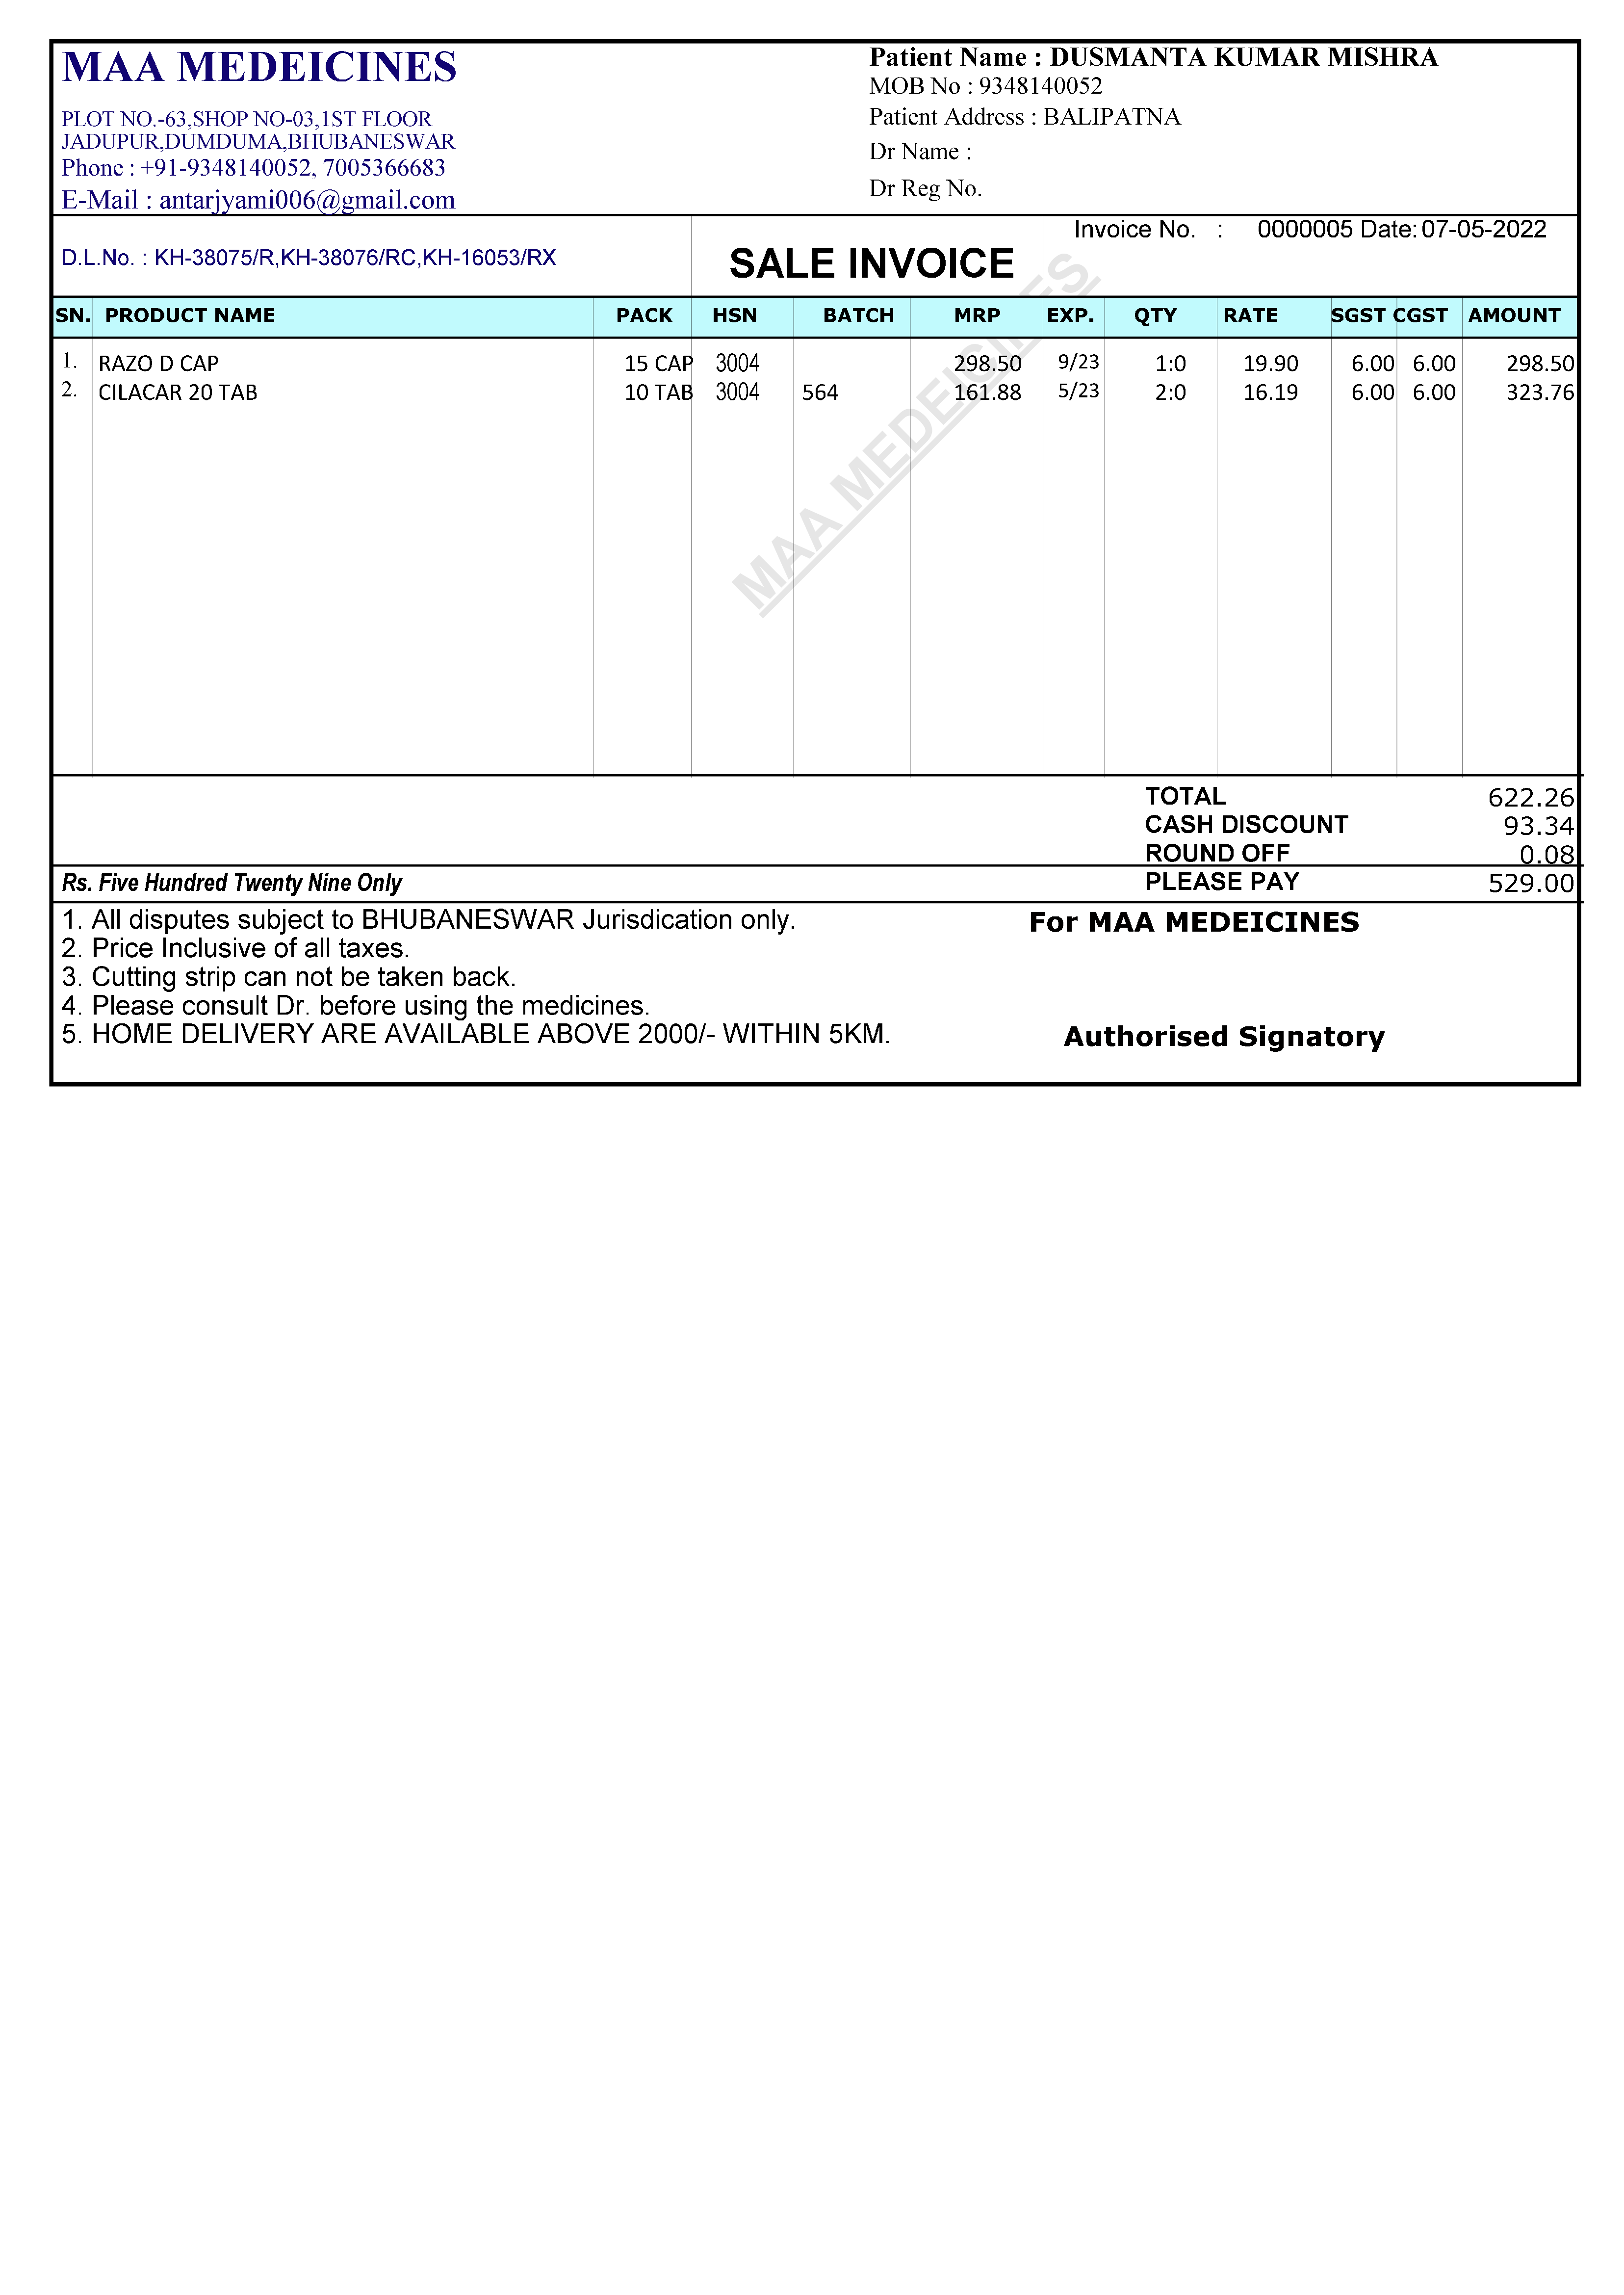 MAA MEDEICINES
PLOT NO.-63,SHOP NO-03,1ST FLOOR
JADUPUR,DUMDUMA,BHUBANESWAR
Phone : +91-9348140052, 7005366683
E-Mail : antarjyami006@gmail.com
Patient Name : DUSMANTA KUMAR MISHRA
MOB No : 9348140052
Patient Address : BALIPATNA
Dr Name :
Dr Reg No.
D.L.No. : KH-38075/R,KH-38076/RC,KH-16053/RX
SALE INVOICE
Invoice No. : 0000005 Date: 07-05-2022
SN. PRODUCT NAME PACK HSN BATCH MRP EXP. QTY RATE SGST CGST AMOUNT
1. RAZO D CAP 15 CAP 3004 298.50 9/23 1:0 19.90 6.00 6.00 298.50
2. CILACAR 20 TAB 10 TAB 3004 564 161.88 5/23 2:0 16.19 6.00 6.00 323.76
MAA MEDEICINES
TOTAL 622.26
CASH DISCOUNT 93.34
ROUND OFF 0.08
Rs. Five Hundred Twenty Nine Only
PLEASE PAY 529.00
1. All disputes subject to BHUBANESWAR Jurisdication only.
2. Price Inclusive of all taxes.
3. Cutting strip can not be taken back.
4. Please consult Dr. before using the medicines.
5. HOME DELIVERY ARE AVAILABLE ABOVE 2000/- WITHIN 5KM.
For MAA MEDEICINES
Authorised Signatory